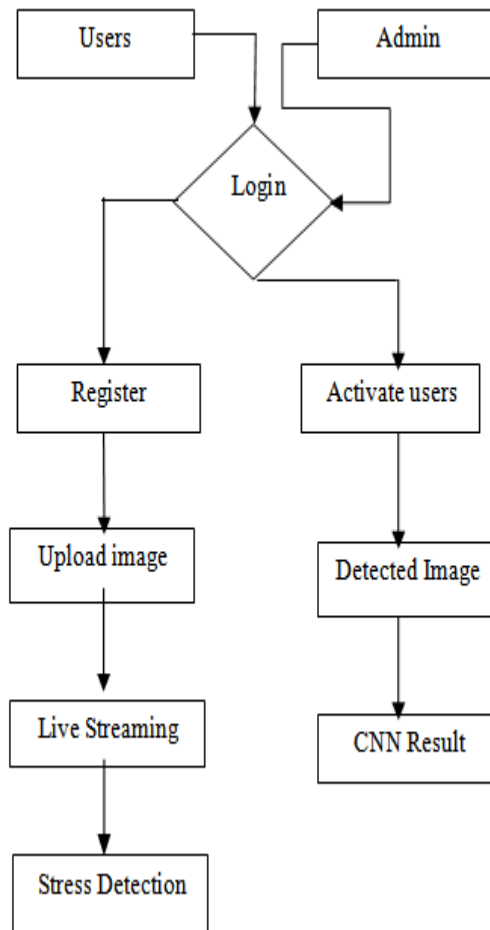 Users
Admin
Login
Register
Activate users
Upload image
Detected Image
Live Streaming
CNN Result
Stress Detection